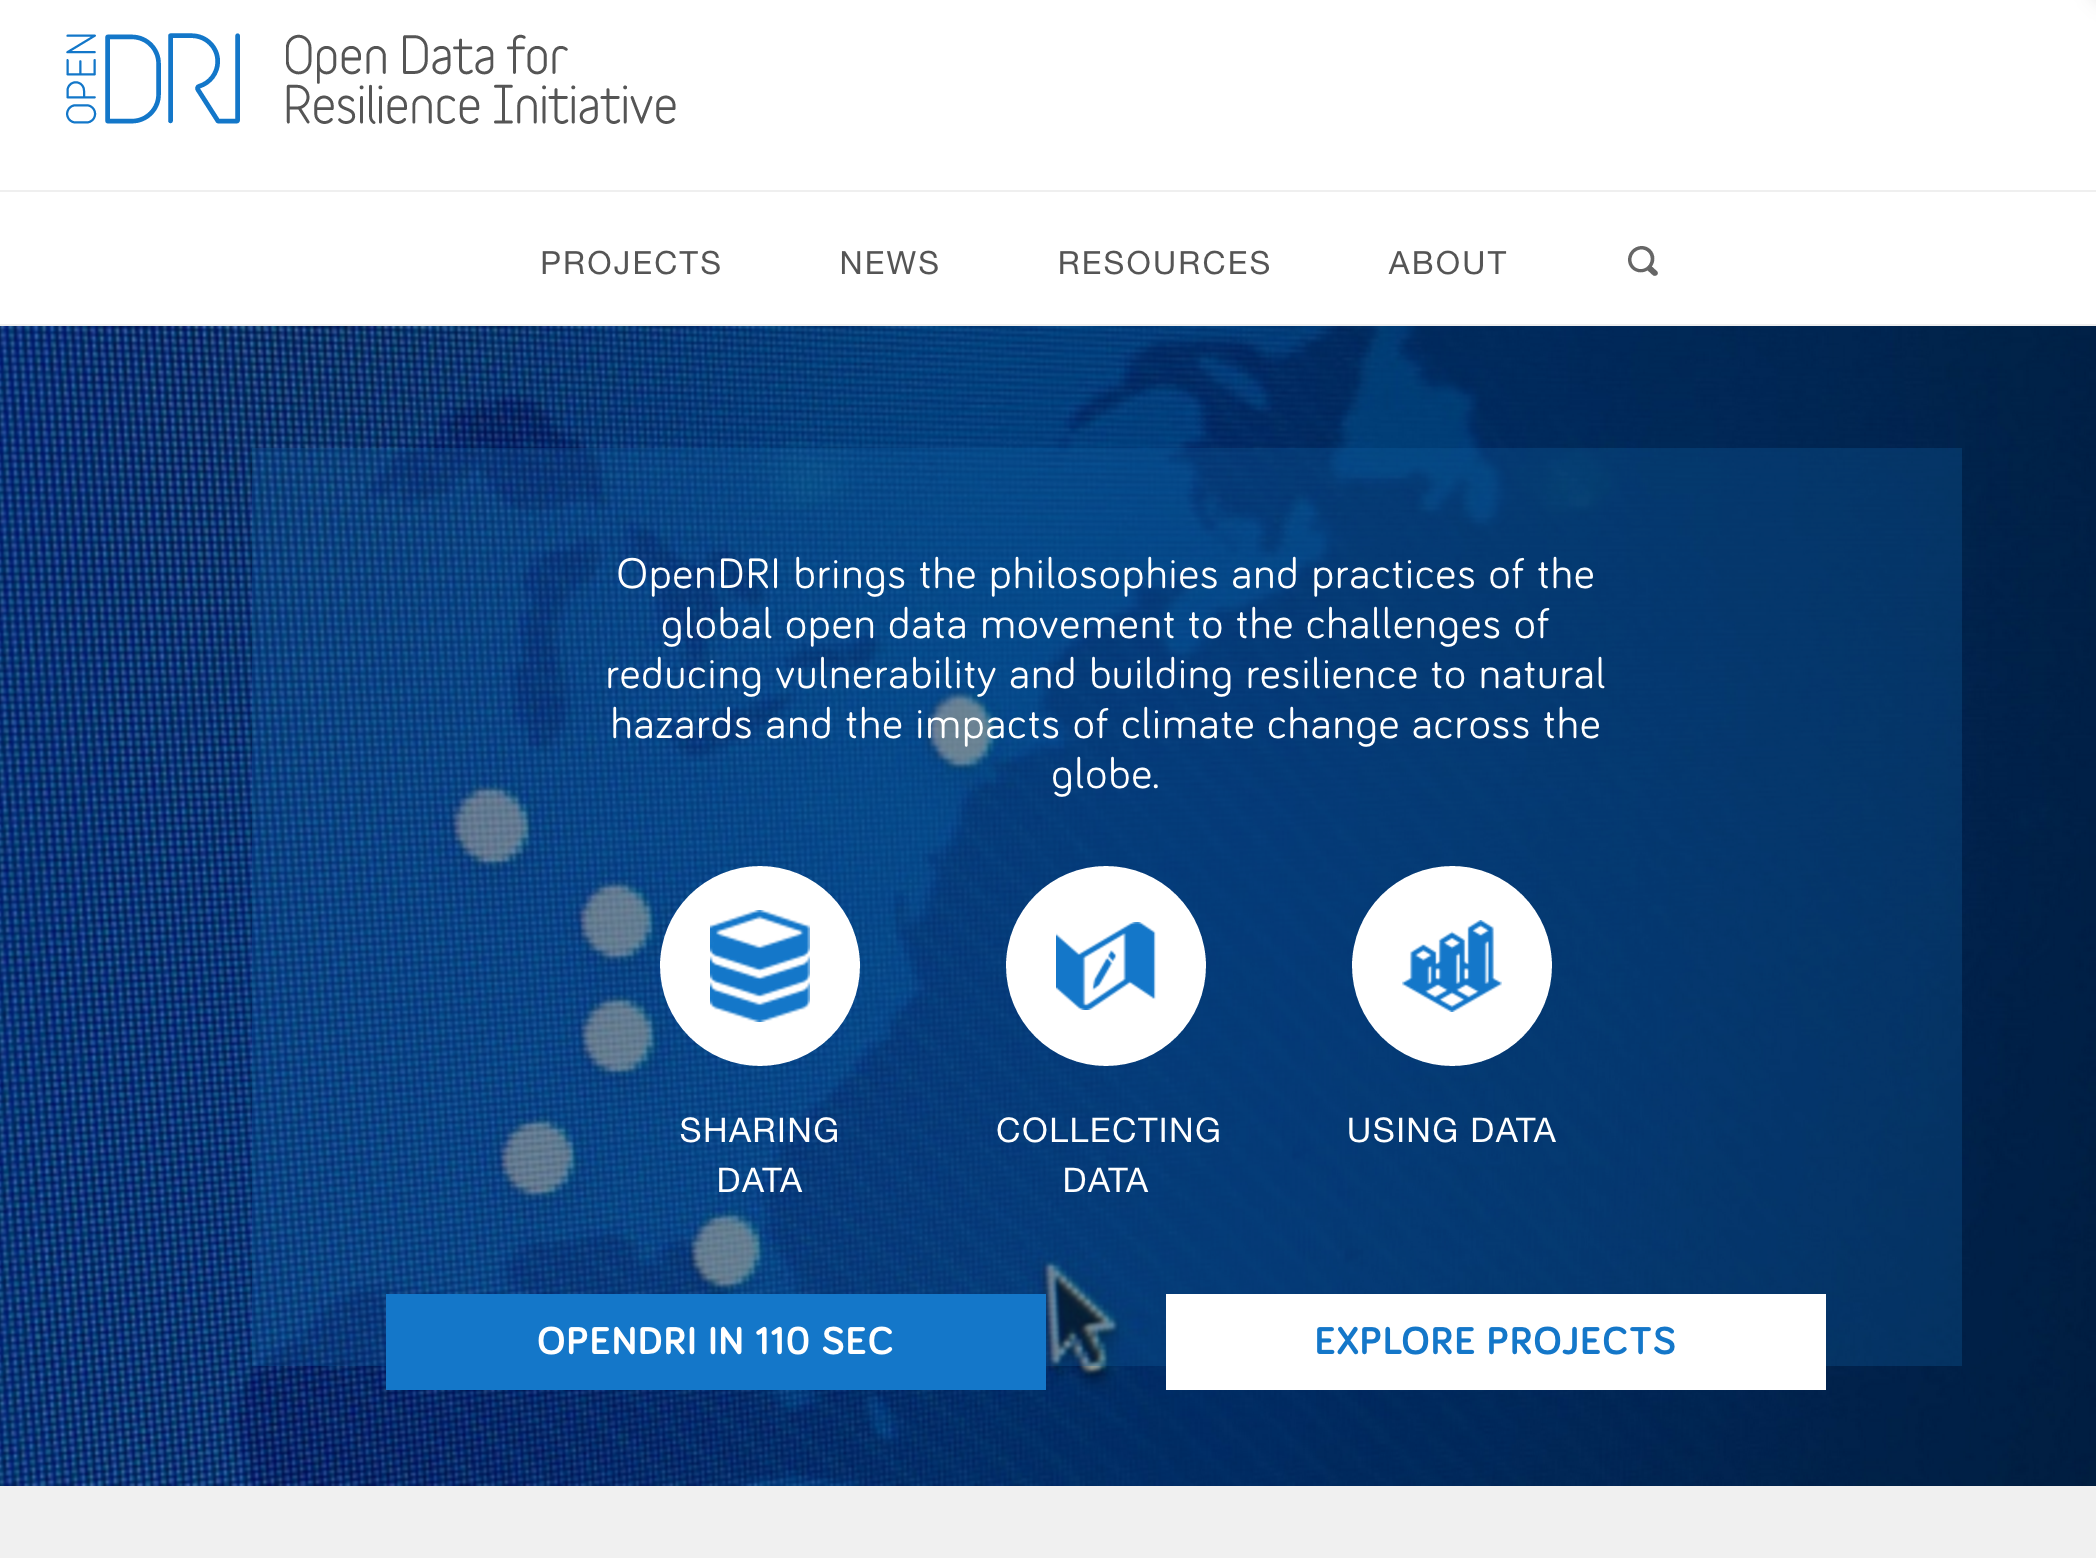 OPEN DRI
Open Data for
Resilience Initiative
PROJECTS NEWS RESOURCES ABOUT
OpenDRI brings the philosophies and practices of the
global open data movement to the challenges of
reducing vulnerability and building resilience to natural
hazards and the impacts of climate change across the
globe.
SHARING
DATA
COLLECTING
DATA
USING DATA
OPENDRI IN 110 SEC
EXPLORE PROJECTS